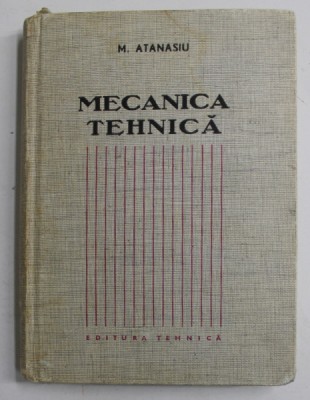 M. ATANASIU
MECANICA
TEHNICĂ
EDITURA TEHNICĂ